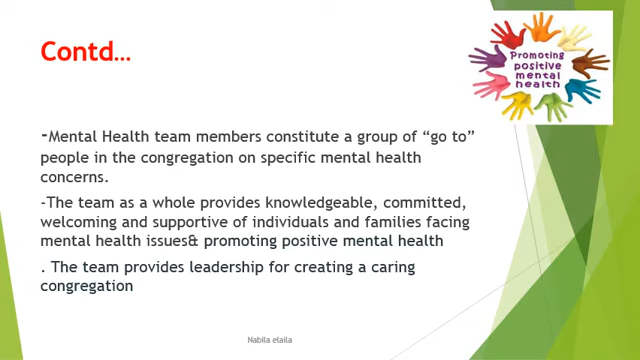 Contd…
Promoting
positive
mental
health
-Mental Health team members constitute a group of “go to”
people in the congregation on specific mental health
concerns.
-The team as a whole provides knowledgeable, committed,
welcoming and supportive of individuals and families facing
mental health issues& promoting positive mental health
. The team provides leadership for creating a caring
congregation
Nabila elaila